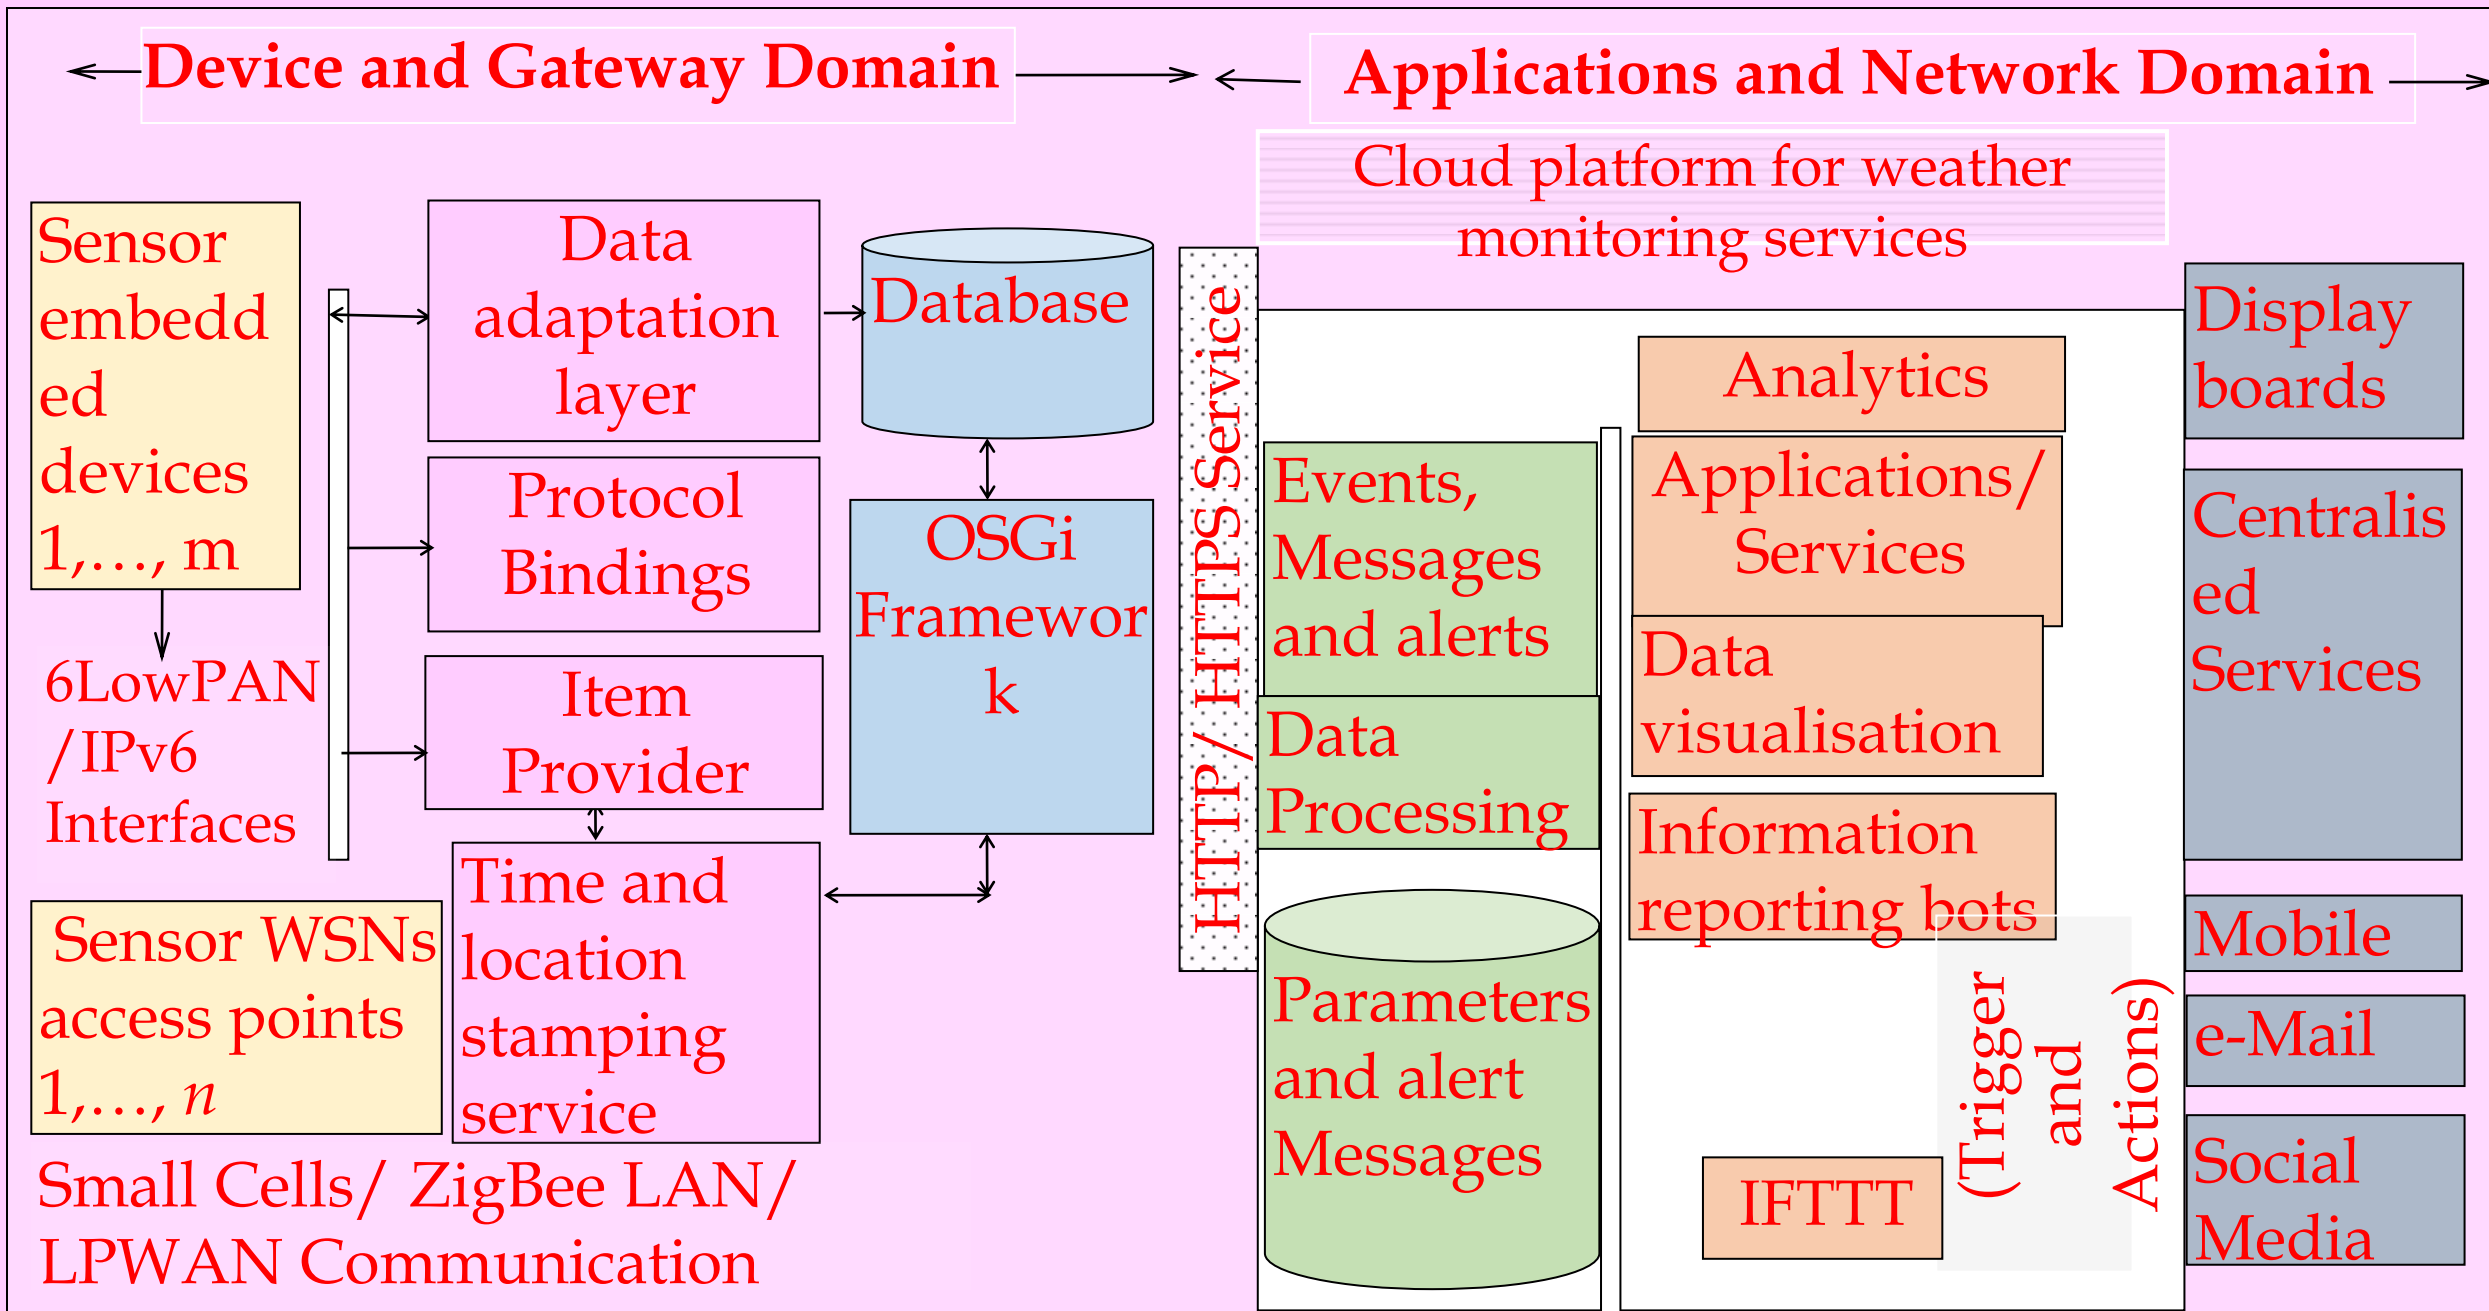 Device and Gateway Domain
Applications and Network Domain
Cloud platform for weather
monitoring services
Sensor
embedd
ed
devices
1,…, m
6LowPAN
/IPv6
Interfaces
Sensor WSNs
access points
1,…, n
Small Cells/ ZigBee LAN/
LPWAN Communication
Data
adaptation
layer
Protocol
Bindings
Item
Provider
Time and
location
stamping
service
Database
OSGi
Framewor
k
HTTP/ HTTPS Service
Events,
Messages
and alerts
Data
Processing
Parameters
and alert
Messages
Analytics
Applications/
Services
Data
visualisation
Information
reporting bots
IFTTT
(Trigger
and
Actions)
Display
boards
Centralis
ed
Services
Mobile
e-Mail
Social
Media